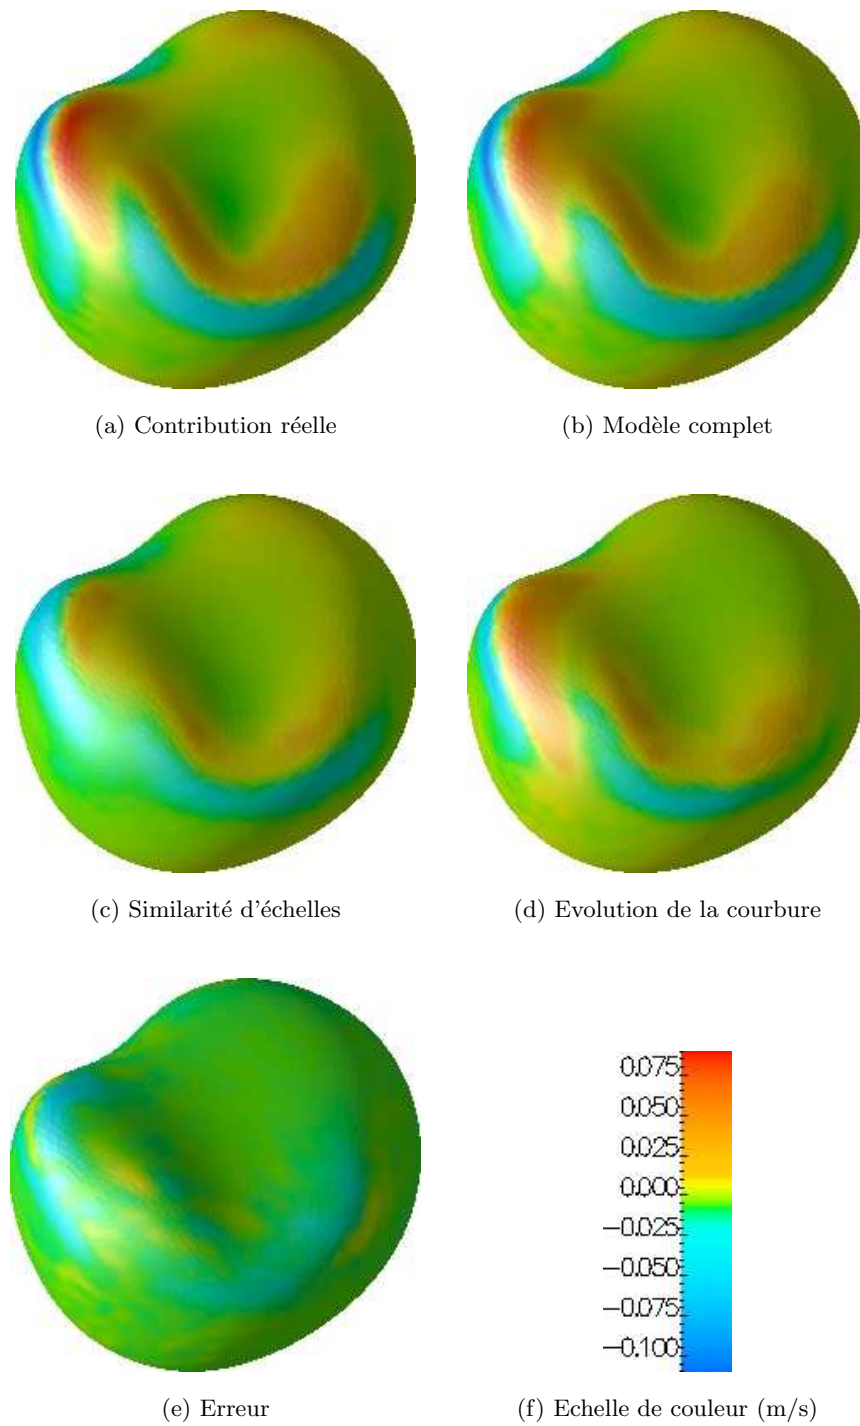 (a) Contribution réelle
(b) Modèle complet
(c) Similarité d'échelles
(d) Evolution de la courbure
0.075
0.050
0.025
0.000
−0.025
−0.050
−0.075
−0.100
(e) Erreur
(f) Echelle de couleur (m/s)